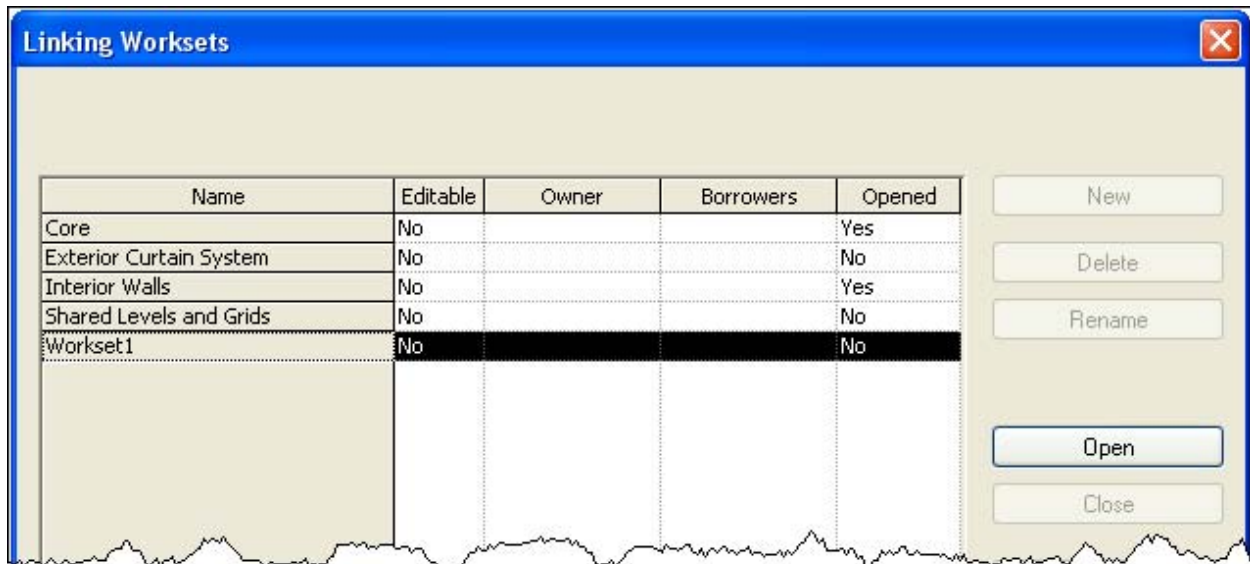 Linking Worksets
Name Editable Owner Borrowers Opened
Core No Yes
Exterior Curtain System No No
Interior Walls No Yes
Shared Levels and Grids No No
Workset1 No No
New
Delete
Rename
Open
Close